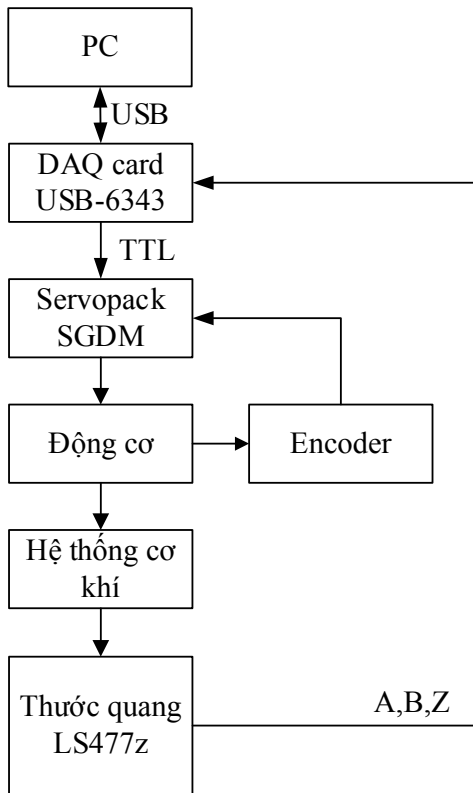 PC
USB
DAQ card
USB-6343
TTL
Servopack
SGDM
Động cơ
Encoder
Hệ thống cơ
khí
Thước quang
LS477z
A,B,Z